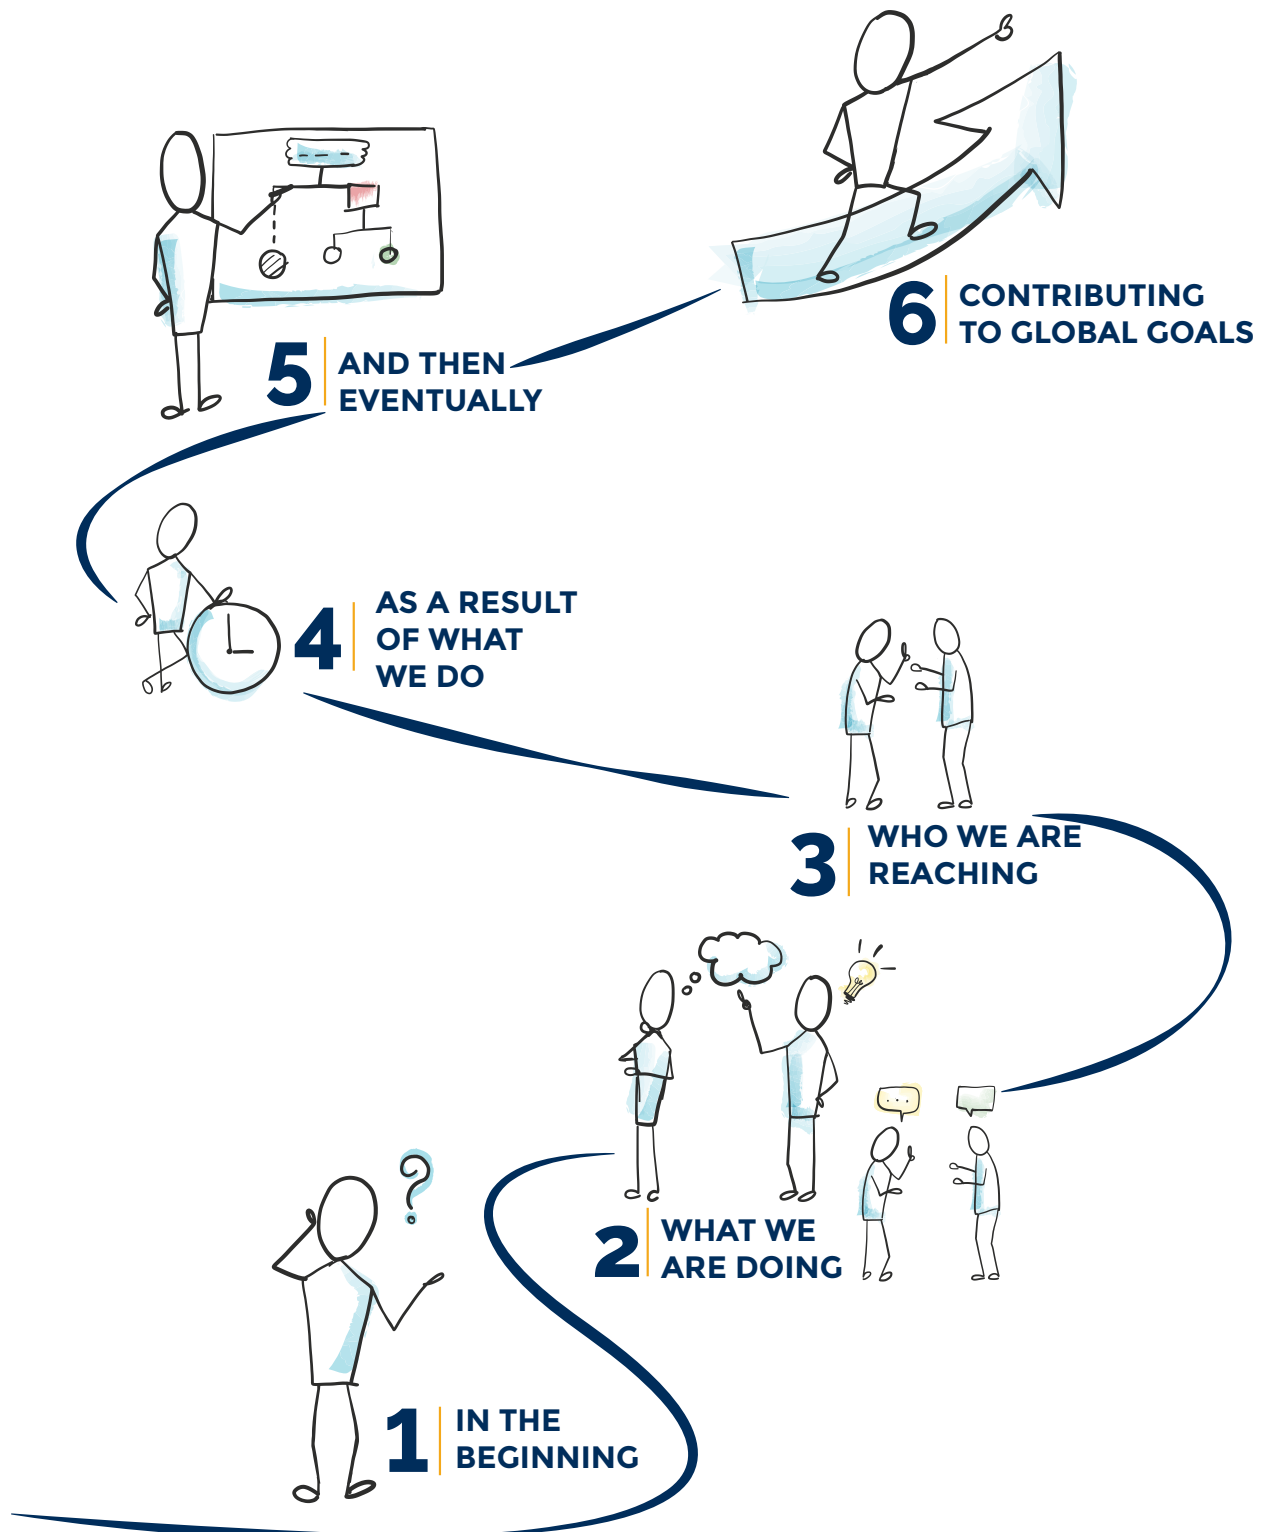 6
CONTRIBUTING
TO GLOBAL GOALS
5
AND THEN
EVENTUALLY
4
AS A RESULT
OF WHAT
WE DO
3
WHO WE ARE
REACHING
2
WHAT WE
ARE DOING
1
IN THE
BEGINNING